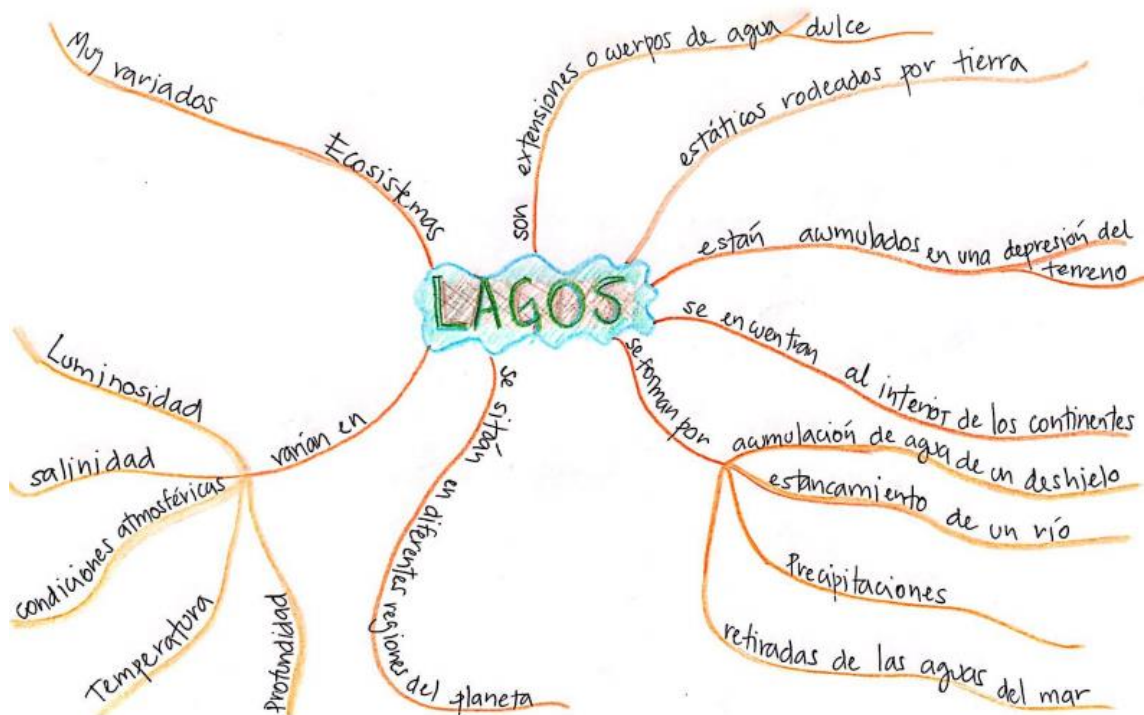 LAGOS
son extensiones o cuerpos de agua dulce
estáticos rodeados por tierra
están acumulados en una depresión del
terreno
se encuentran al interior de los continentes
se forman por
acumulación de agua de un deshielo
estancamiento de un río
Precipitaciones
retiradas de las aguas del mar
se sitúan en diferentes regiones del planeta
varían en
Luminosidad
salinidad
condiciones atmosféricas
Temperatura
Profundidad
Ecosistemas
Muy variados